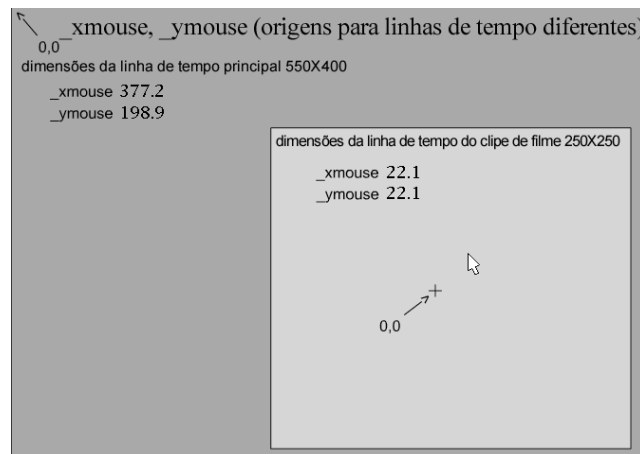 _xmouse, _ymouse (origens para linhas de tempo diferentes)
0,0
dimensões da linha de tempo principal 550X400
_xmouse 377.2
_ymouse 198.9
dimensões da linha de tempo do clipe de filme 250X250
_xmouse 22.1
_ymouse 22.1
0,0